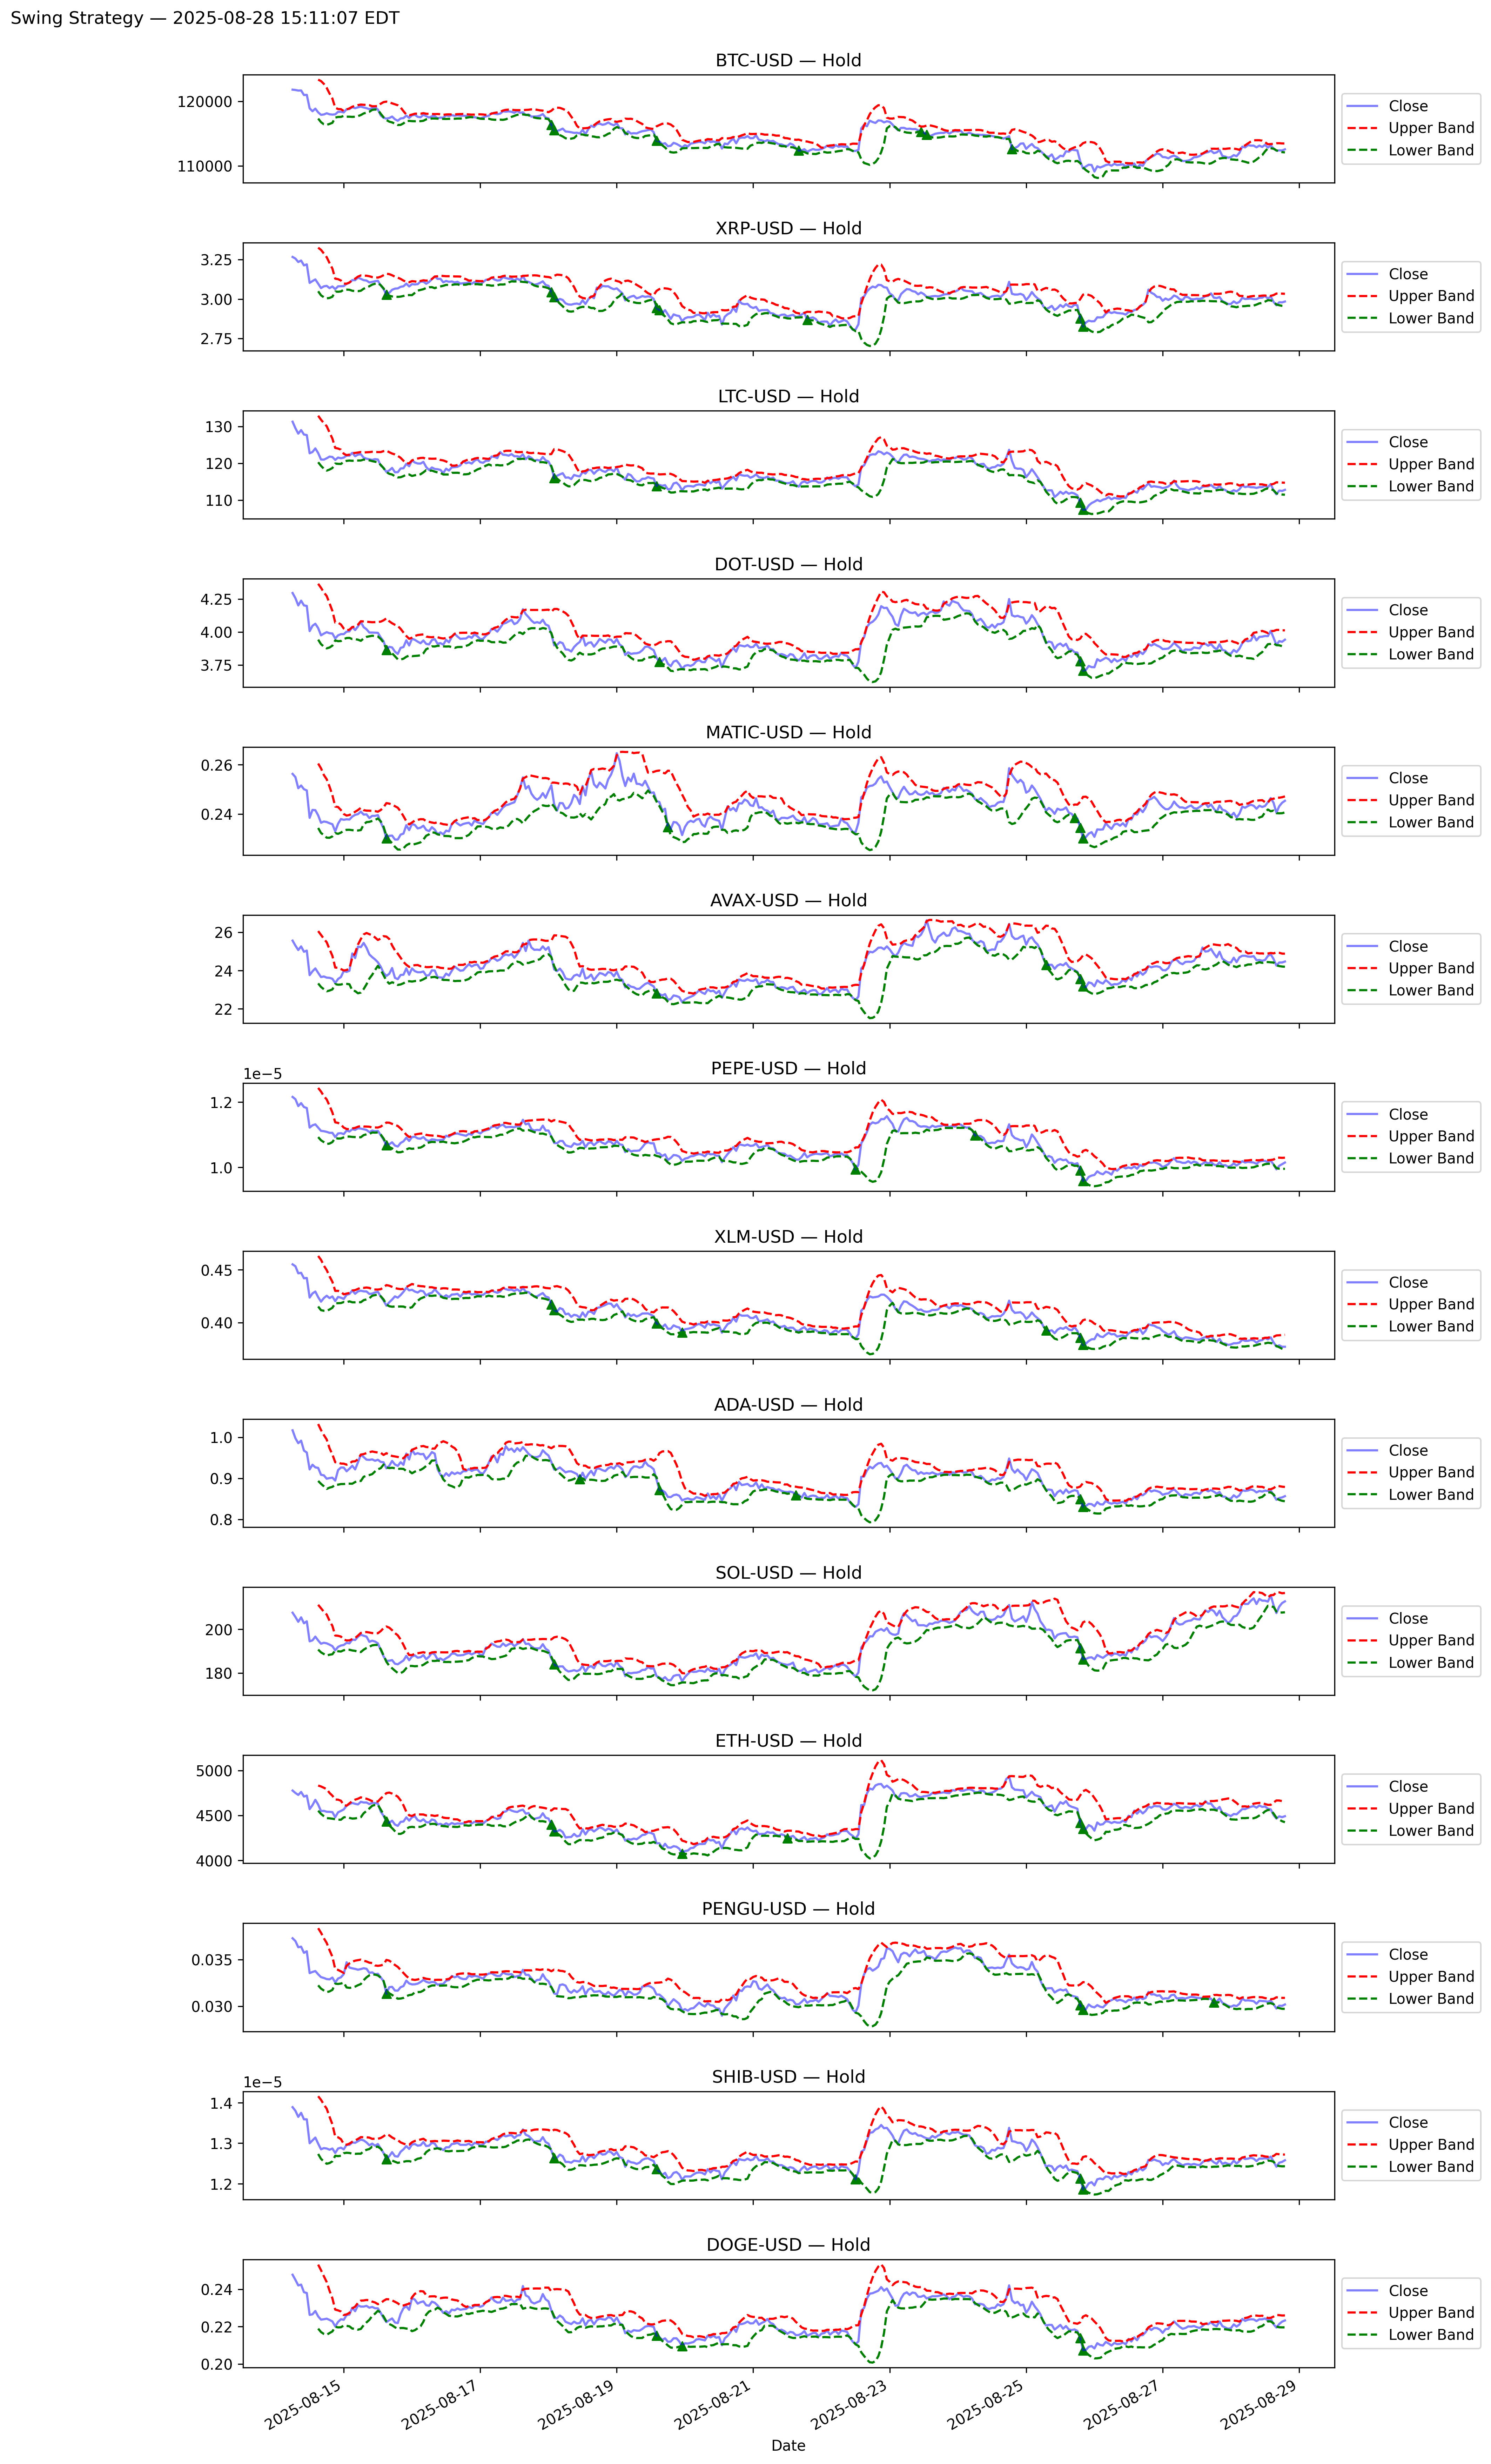 Swing Strategy — 2025-08-28 15:11:07 EDT
BTC-USD — Hold
120000
110000
Close
Upper Band
Lower Band
XRP-USD — Hold
3.25
3.00
2.75
Close
Upper Band
Lower Band
LTC-USD — Hold
130
120
110
Close
Upper Band
Lower Band
DOT-USD — Hold
4.25
4.00
3.75
Close
Upper Band
Lower Band
MATIC-USD — Hold
0.26
0.24
Close
Upper Band
Lower Band
AVAX-USD — Hold
26
24
22
Close
Upper Band
Lower Band
PEPE-USD — Hold
1e−5
1.2
1.0
Close
Upper Band
Lower Band
XLM-USD — Hold
0.45
0.40
Close
Upper Band
Lower Band
ADA-USD — Hold
1.0
0.9
0.8
Close
Upper Band
Lower Band
SOL-USD — Hold
200
180
Close
Upper Band
Lower Band
ETH-USD — Hold
5000
4500
4000
Close
Upper Band
Lower Band
PENGU-USD — Hold
0.035
0.030
Close
Upper Band
Lower Band
SHIB-USD — Hold
1e−5
1.4
1.3
1.2
Close
Upper Band
Lower Band
DOGE-USD — Hold
0.24
0.22
0.20
Close
Upper Band
Lower Band
2025-08-15
2025-08-17
2025-08-19
2025-08-21
2025-08-23
2025-08-25
2025-08-27
2025-08-29
Date